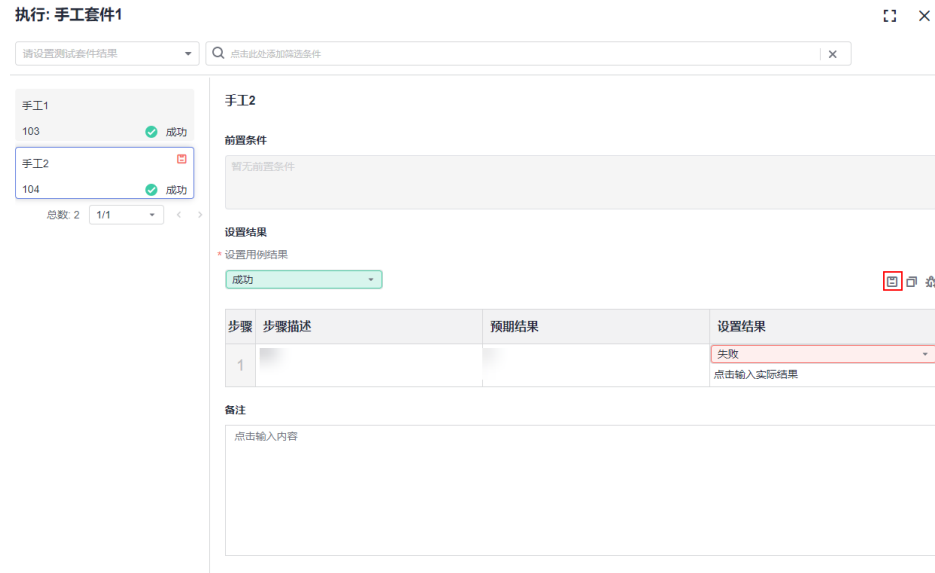 执行: 手工套件1
请设置测试套件结果
点击此处添加筛选条件
手工1
103
成功
手工2
104
成功
总数: 2
1/1
手工2
前置条件
暂无前置条件
设置结果
* 设置用例结果
成功
步骤 步骤描述 预期结果 设置结果
1
失败
点击输入实际结果
备注
点击输入内容